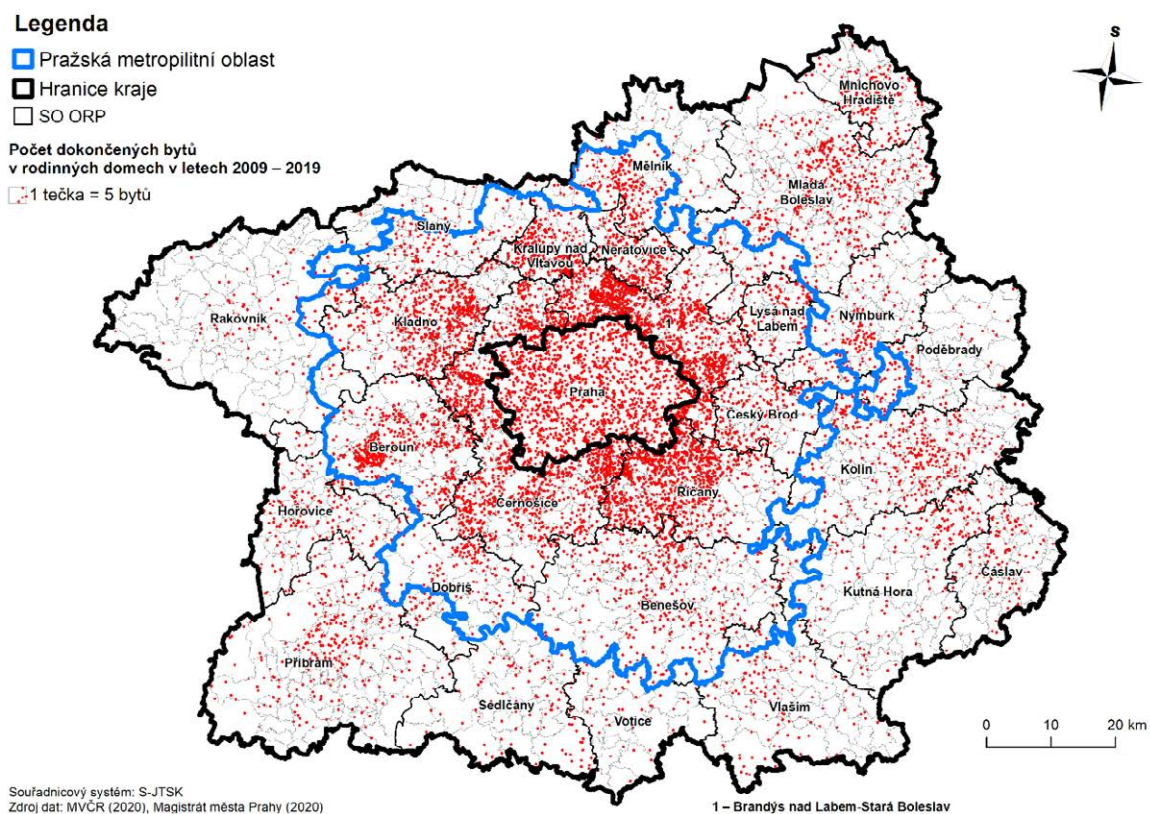 Legenda
Pražská metropilitní oblast
Hranice kraje
SO ORP
Počet dokončených bytů
v rodinných domech v letech 2009 – 2019
1 tečka = 5 bytů
S
Mnichovo
Hradiště
Mělník
Mladá
Boleslav
Slaný
Kralupy nad
Vltavou
Neratovice
Rakovník
Kladno
1
Lysá nad
Labem
Nymburk
Poděbrady
Praha
Český Brod
Beroun
Kolín
Říčany
Hořovice
Černošice
Čáslav
Kutná Hora
Dobříš
Benešov
Příbram
Sedlčany
Votice
Vlašim
0 10 20 km
Souřadnicový systém: S-JTSK
Zdroj dat: MVČR (2020), Magistrát města Prahy (2020)
1 – Brandýs nad Labem-Stará Boleslav